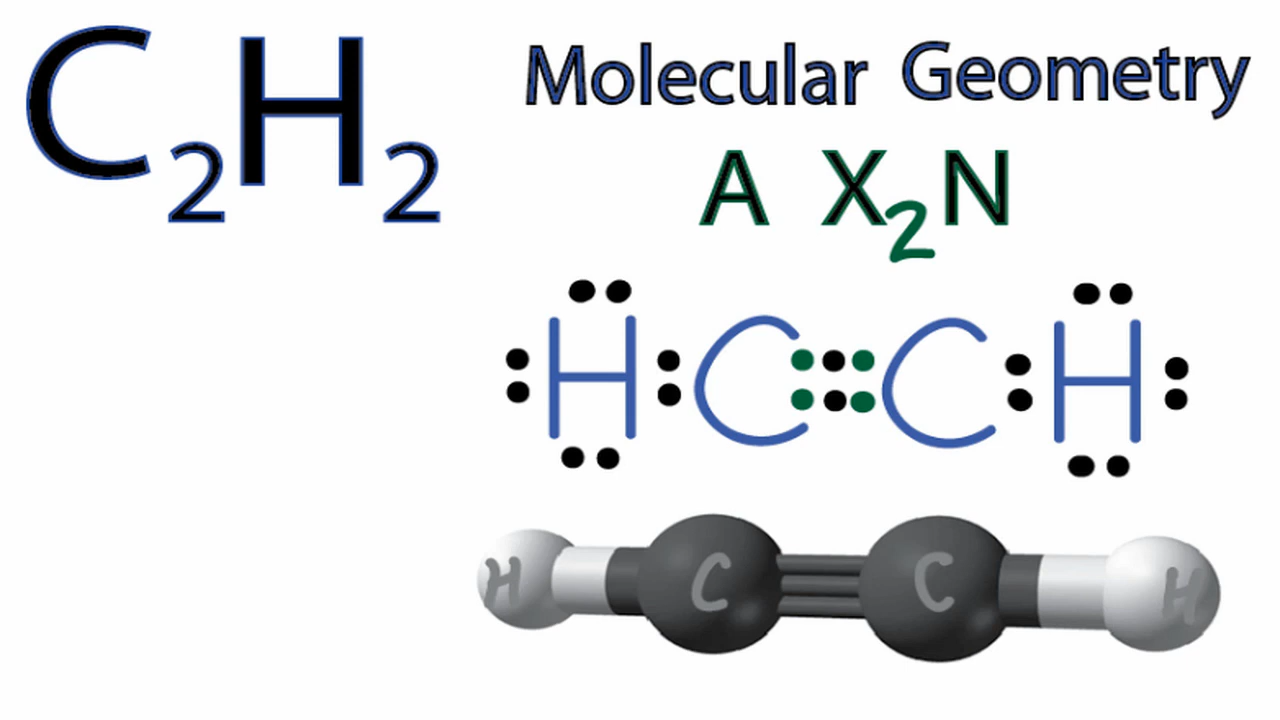 C2H2
Molecular Geometry
A X2N
H C C H
H C C H